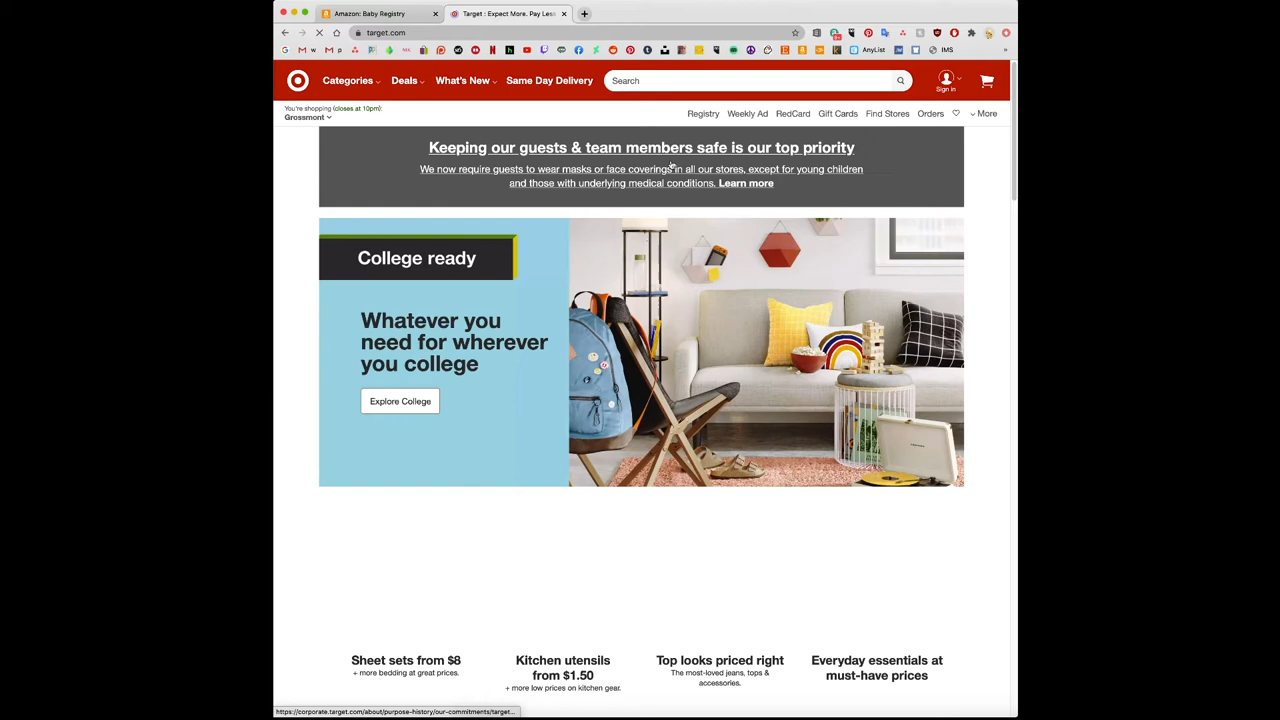 Amazon: Baby Registry
Target : Expect More. Pay Less
target.com
AnyList
IMS
Categories
Deals
What's New
Same Day Delivery
Search
Sign in
You're shopping (closes at 10pm):
Grossmont
Registry
Weekly Ad
RedCard
Gift Cards
Find Stores
Orders
More
Keeping our guests & team members safe is our top priority
We now require guests to wear masks or face coverings in all our stores, except for young children
and those with underlying medical conditions. Learn more
College ready
Whatever you
need for wherever
you college
Explore College
Sheet sets from $8
+ more bedding at great prices.
Kitchen utensils
from $1.50
+ more low prices on kitchen gear.
Top looks priced right
The most-loved jeans, tops &
accessories.
Everyday essentials at
must-have prices
https://corporate.target.com/about/purpose-history/our-commitments/target...